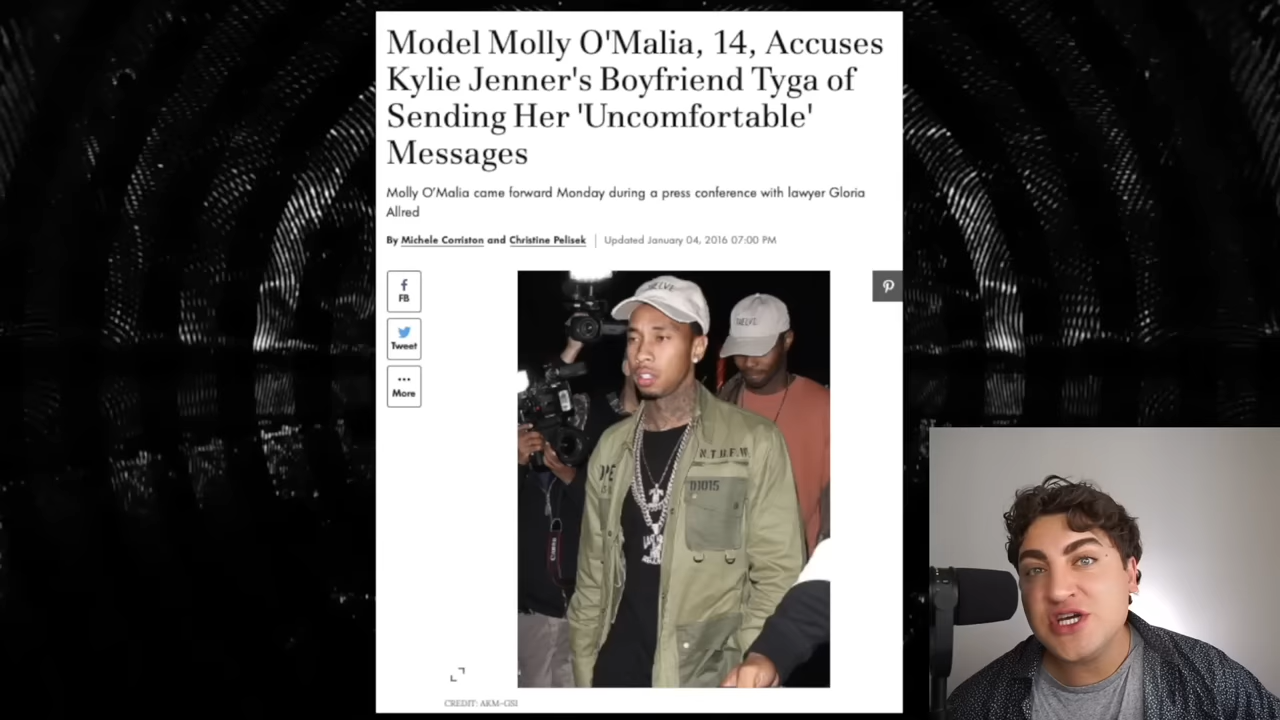 Model Molly O'Malia, 14, Accuses
Kylie Jenner's Boyfriend Tyga of
Sending Her 'Uncomfortable'
Messages
Molly O'Malia came forward Monday during a press conference with lawyer Gloria
Allred
By Michele Corriston and Christine Pelisek | Updated January 04, 2016 07:00 PM
FB
Tweet
More
Canon
01015
CREDIT: AKM-GSI